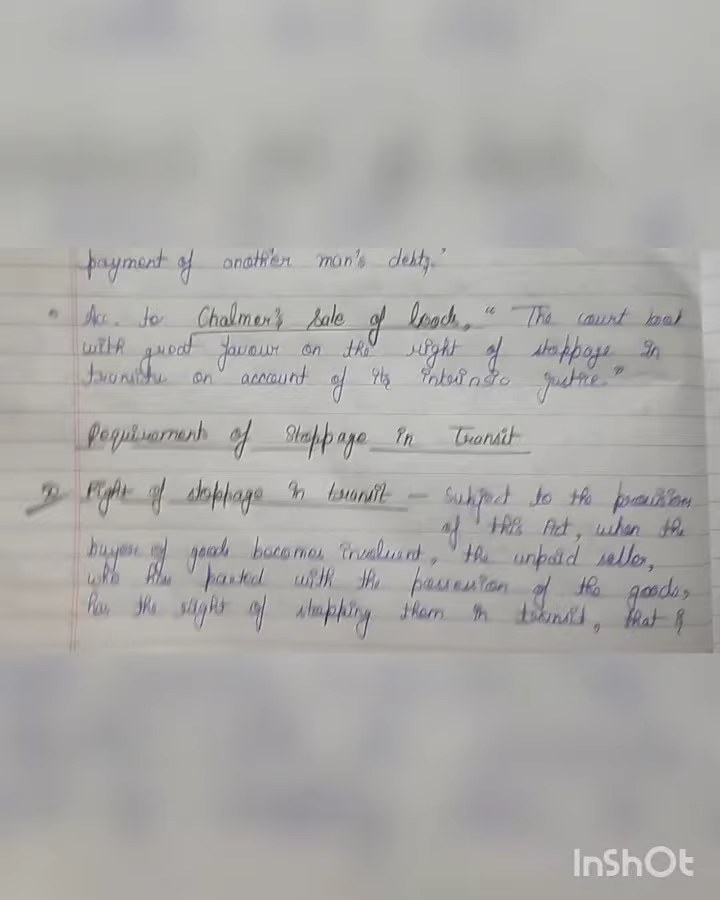 payment of another man's debts."
Acc. to Chalmer's Sale of Goods, " The court look
with great favour on the right of stoppage in
transitu on account of its intrinsic justice."
Requirement of Stoppage in Transit
50 Right of stoppage in transit - Subject to the provision
of this Act, when the
buyer of goods becomes insolvent, the unpaid seller,
who has parted with the possession of the goods,
has the right of stopping them in transit, that is
InShOt